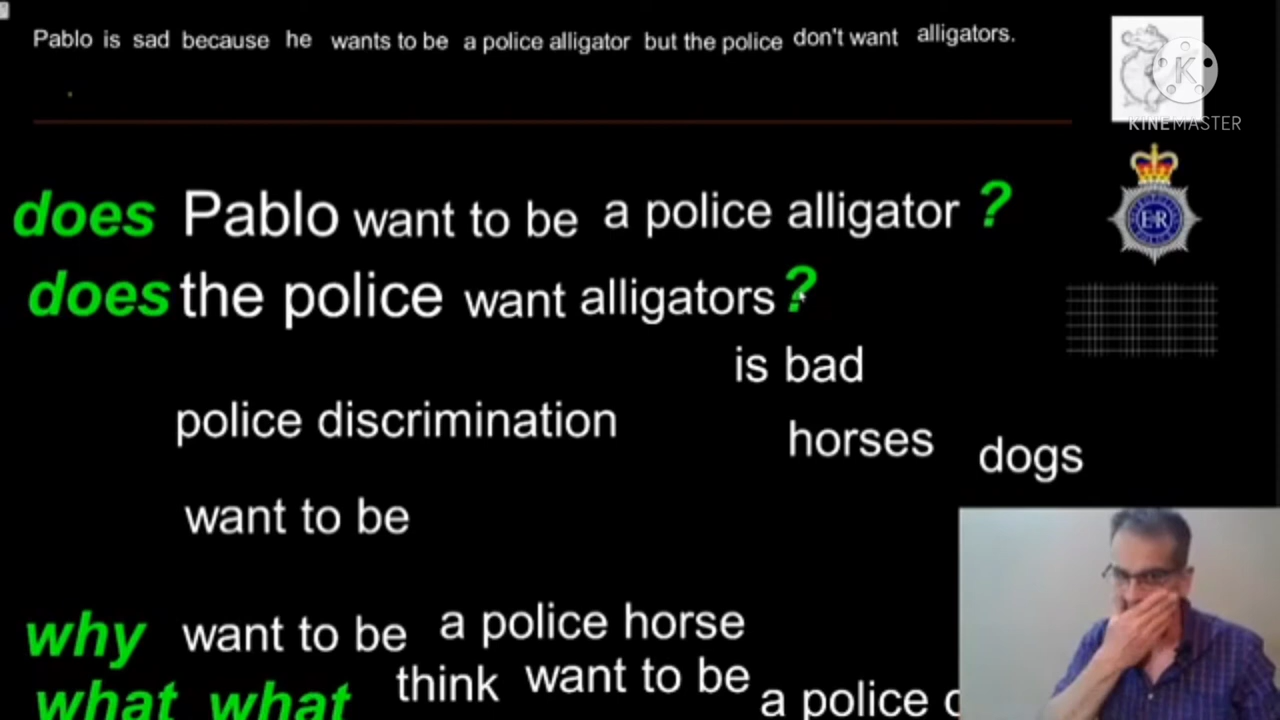 Pablo is sad because he wants to be a police alligator but the police don't want alligators.
K
KINEMASTER
does Pablo want to be a police alligator ?
E R
does the police want alligators ?
is bad
police discrimination
horses dogs
want to be
why want to be a police horse
what what think want to be a police